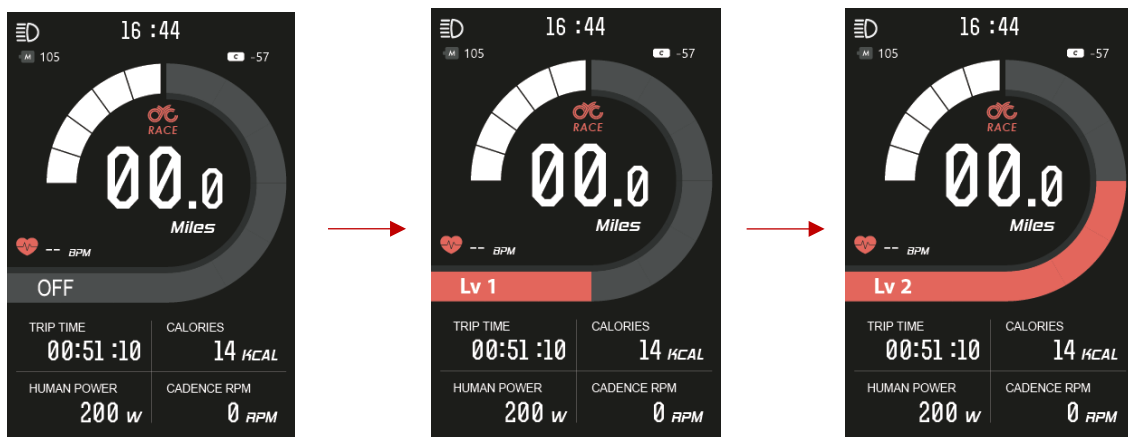 16 :44
M 105
C -57
RACE
00.0
Miles
-- BPM
OFF
TRIP TIME
CALORIES
00:51 :10
14 KCAL
HUMAN POWER
CADENCE RPM
200 W
0 RPM
16 :44
M 105
C -57
RACE
00.0
Miles
-- BPM
Lv 1
TRIP TIME
CALORIES
00:51 :10
14 KCAL
HUMAN POWER
CADENCE RPM
200 W
0 RPM
16 :44
M 105
C -57
RACE
00.0
Miles
-- BPM
Lv 2
TRIP TIME
CALORIES
00:51 :10
14 KCAL
HUMAN POWER
CADENCE RPM
200 W
0 RPM